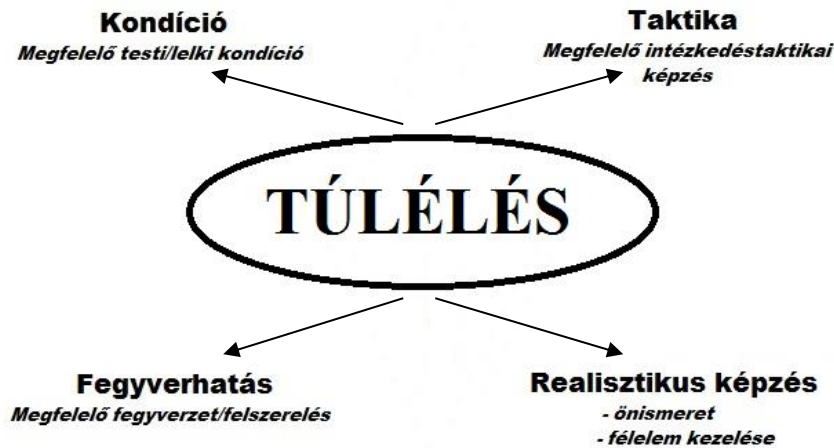 Kondíció
Megfelelő testi/lelki kondíció
Taktika
Megfelelő intézkedéstaktikai
képzés
TÚLÉLÉS
Fegyverhatás
Megfelelő fegyverzet/felszerelés
Realisztikus képzés
- önismeret
- félelem kezelése